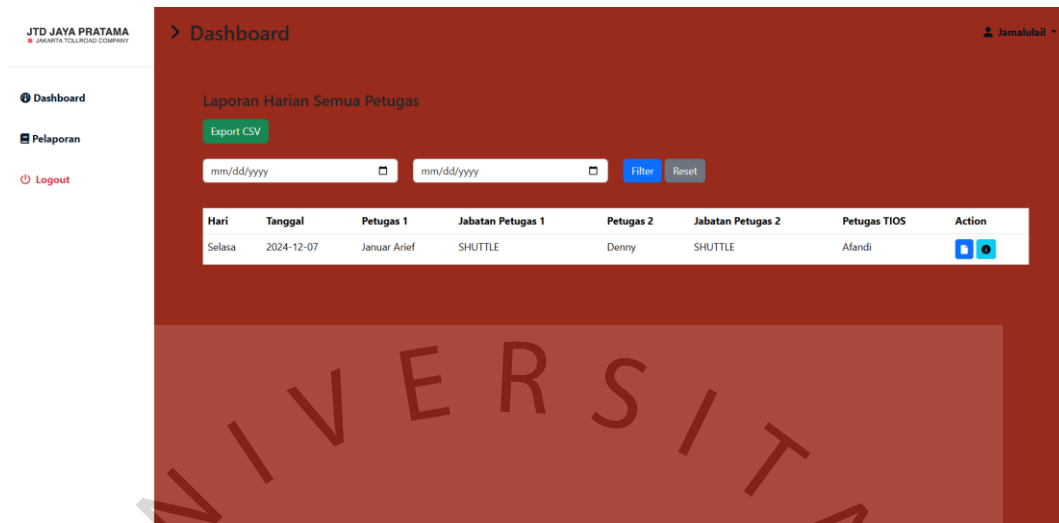 JTD JAYA PRATAMA
JAKARTA TOLLROAD COMPANY
Dashboard
Jamalulail
Dashboard
Pelaporan
Logout
Laporan Harian Semua Petugas
Export CSV
mm/dd/yyyy mm/dd/yyyy Filter Reset
Hari Tanggal Petugas 1 Jabatan Petugas 1 Petugas 2 Jabatan Petugas 2 Petugas TIOS Action
Selasa 2024-12-07 Januar Arief SHUTTLE Denny SHUTTLE Afandi
NIVERSITA